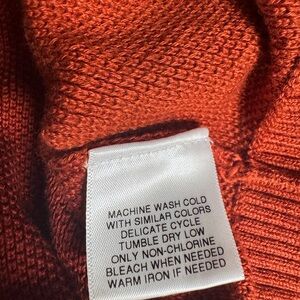 MACHINE WASH COLD
WITH SIMILAR COLORS
DELICATE CYCLE
TUMBLE DRY LOW
ONLY NON-CHLORINE
BLEACH WHEN NEEDED
WARM IRON IF NEEDED